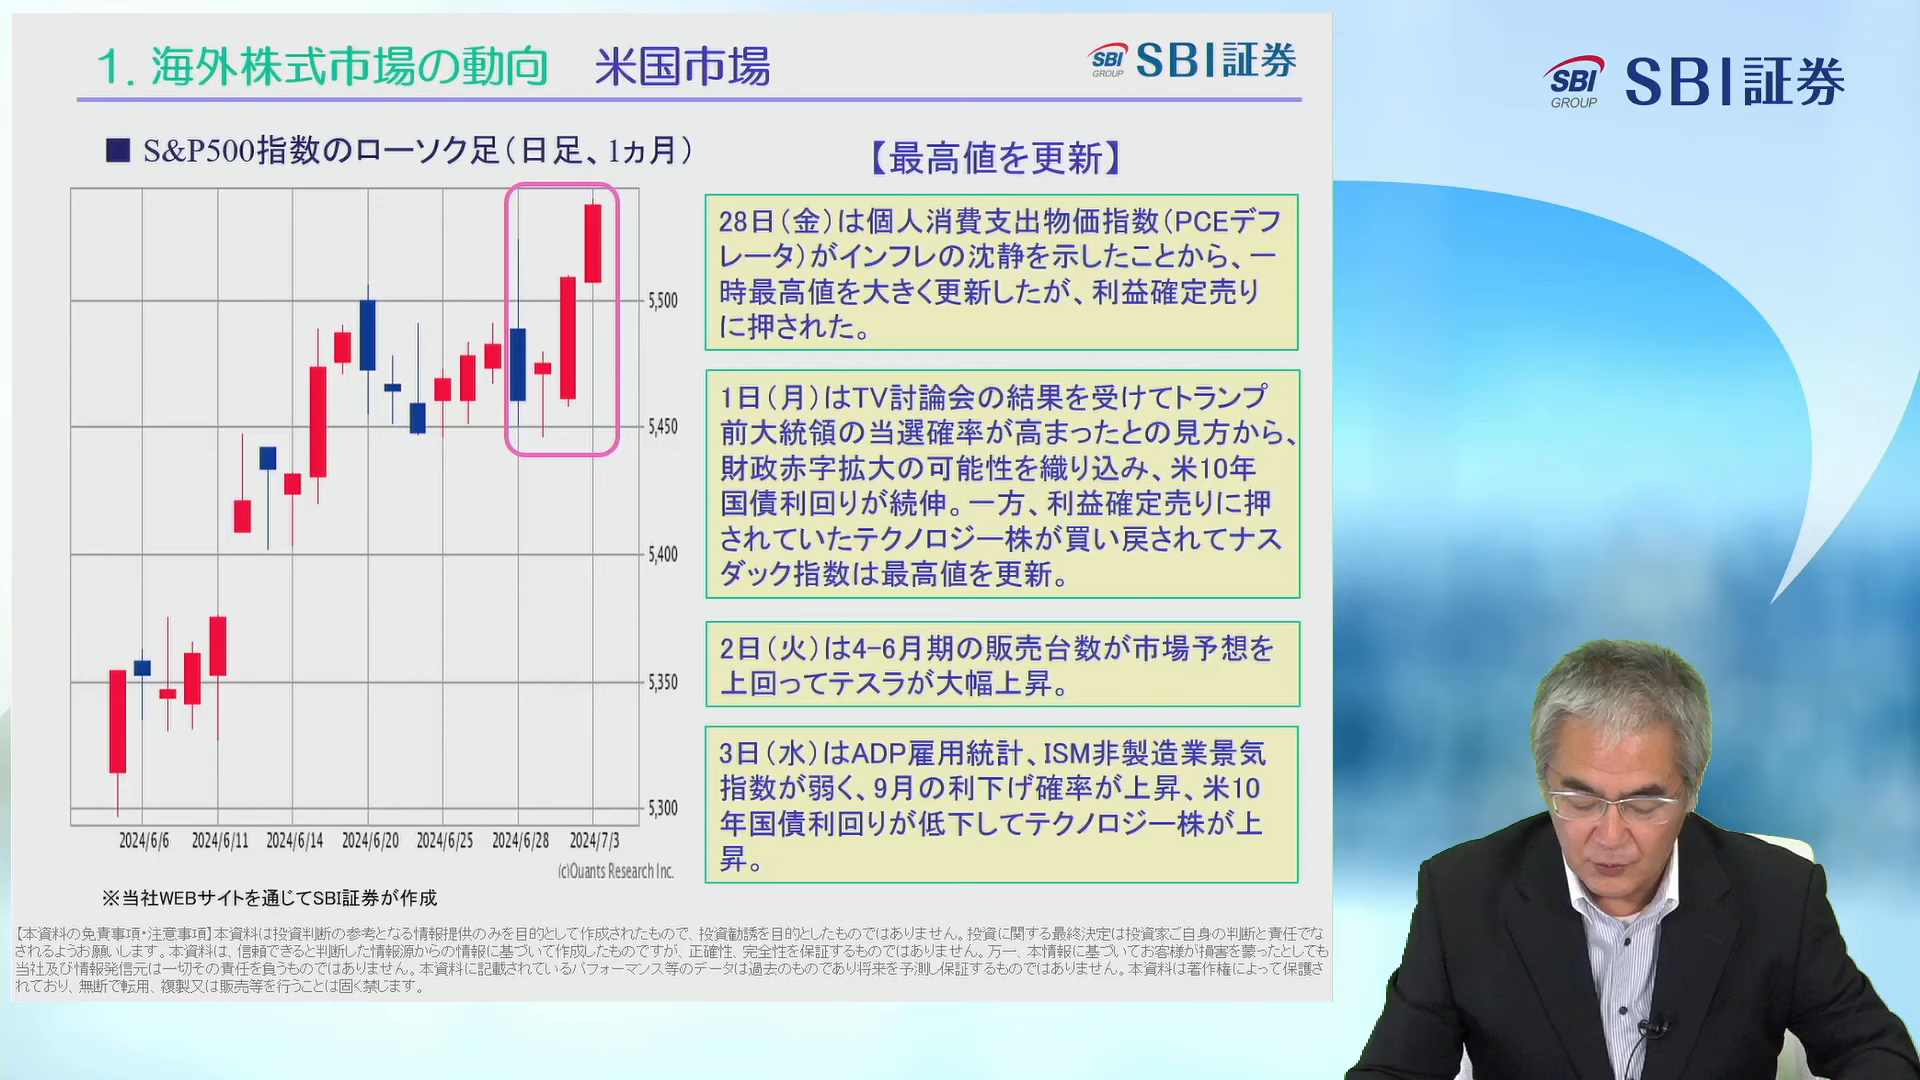 1. 海外株式市場の動向　米国市場
SBI GROUP SBI証券
SBI GROUP SBI証券
■ S&P500指数のローソク足（日足、1ヵ月）
【最高値を更新】
5,500
5,450
5,400
5,350
5,300
2024/6/6 2024/6/11 2024/6/14 2024/6/20 2024/6/25 2024/6/28 2024/7/3
(c)Quants Research Inc.
※当社WEBサイトを通じてSBI証券が作成
28日（金）は個人消費支出物価指数（PCEデフ
レータ）がインフレの沈静を示したことから、一
時最高値を大きく更新したが、利益確定売り
に押された。
1日（月）はTV討論会の結果を受けてトランプ
前大統領の当選確率が高まったとの見方から、
財政赤字拡大の可能性を織り込み、米10年
国債利回りが続伸。一方、利益確定売りに押
されていたテクノロジー株が買い戻されてナス
ダック指数は最高値を更新。
2日（火）は4-6月期の販売台数が市場予想を
上回ってテスラが大幅上昇。
3日（水）はADP雇用統計、ISM非製造業景気
指数が弱く、9月の利下げ確率が上昇、米10
年国債利回りが低下してテクノロジー株が上
昇。
【本資料の免責事項・注意事項】本資料は投資判断の参考となる情報提供のみを目的として作成されたもので、投資勧誘を目的としたものではありません。投資に関する最終決定は投資家ご自身の判断と責任でな
されるようお願いします。本資料は、信頼できると判断した情報源からの情報に基づいて作成したものですが、正確性、完全性を保証するものではありません。万一、本情報に基づいてお客様が損害を蒙ったとしても
当社及び情報発信元は一切その責任を負うものではありません。本資料に記載されているパフォーマンス等のデータは過去のものであり将来を予測し保証するものではありません。本資料は著作権によって保護さ
れており、無断で転用、複製又は販売等を行うことは固く禁じます。